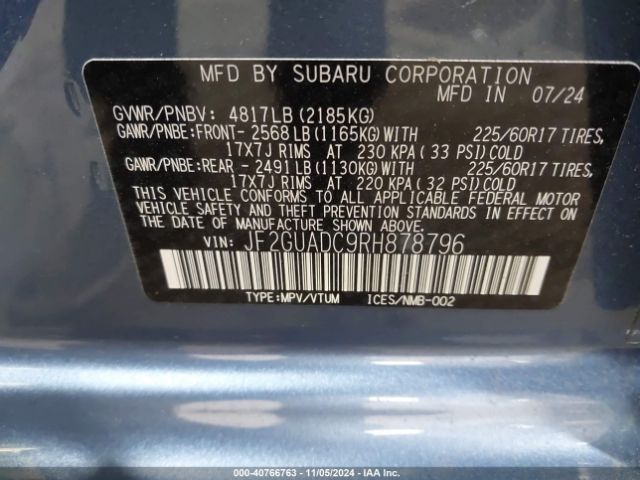 MFD BY SUBARU CORPORATION
MFD IN 07/24
GVWR/PNBV: 4817LB (2185KG)
GAWR/PNBE:FRONT- 2568 LB (1165KG)WITH 225/60R17 TIRES,
17X7J RIMS AT 230 KPA ( 33 PSI)COLD
GAWR/PNBE:REAR - 2491 LB (1130KG)WITH 225/60R17 TIRES,
17X7J RIMS AT 220 KPA ( 32 PSI)COLD
THIS VEHICLE CONFORMS TO ALL APPLICABLE FEDERAL MOTOR
VEHICLE SAFETY AND THEFT PREVENTION STANDARDS IN EFFECT ON
THE DATE OF MANUFACTURE SHOWN ABOVE.
VIN: JF2GUADC9RH878796
TYPE:MPV/VTUM ICES/NMB-002
000-40766763 - 11/05/2024 - IAA Inc.